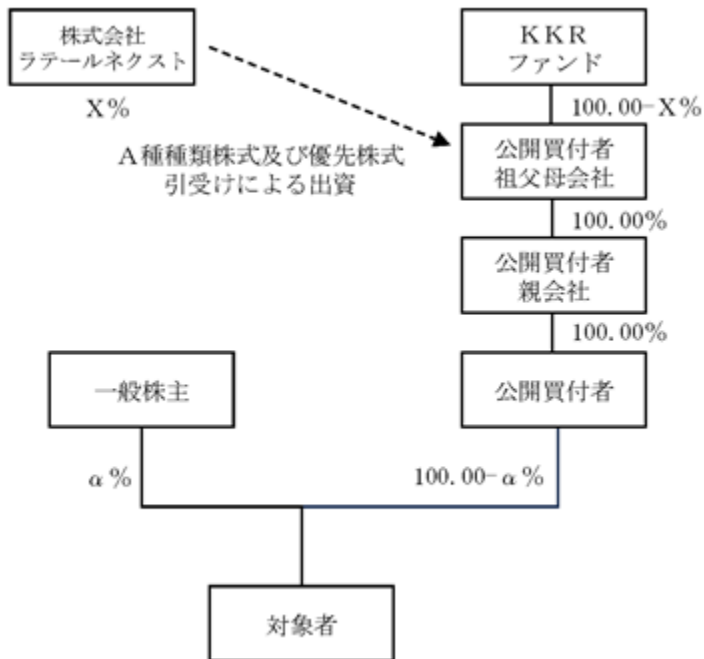 株式会社
ラテールネクスト
X%
KKR
ファンド
100.00-X%
A種種類株式及び優先株式
引受けによる出資
公開買付者
祖父母会社
100.00%
公開買付者
親会社
100.00%
一般株主
公開買付者
α%
100.00-α%
対象者